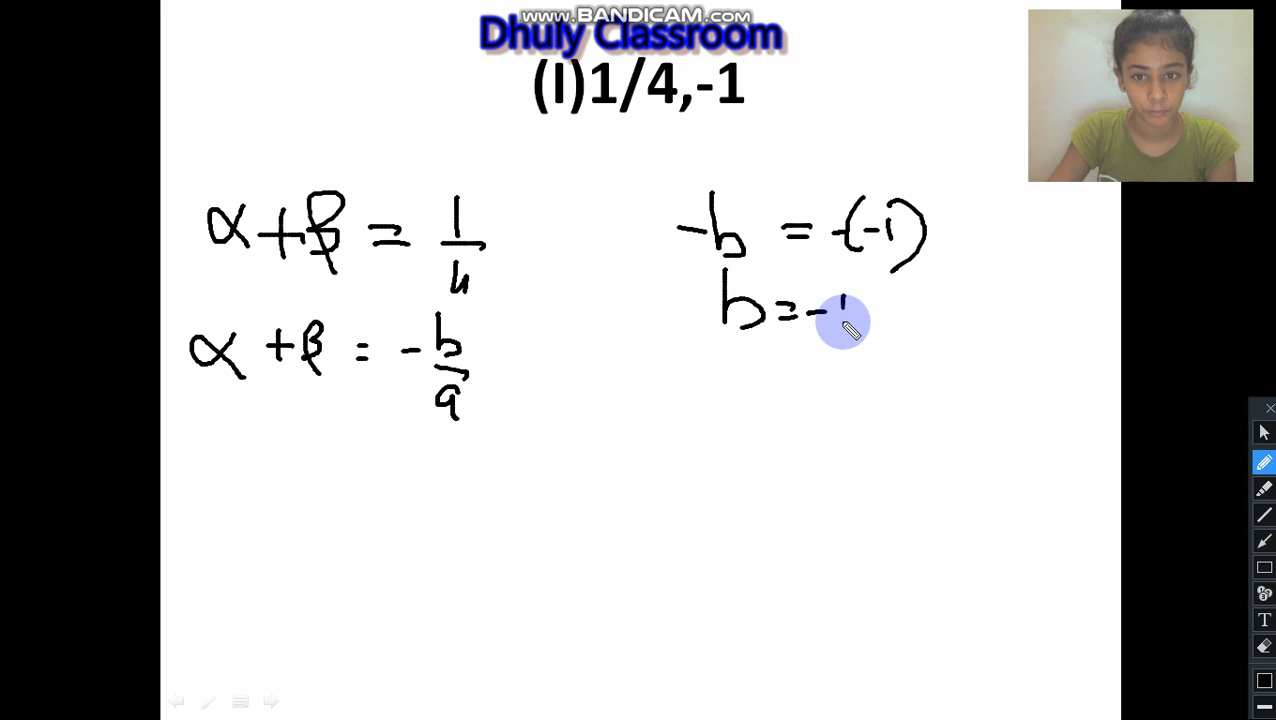 www.BANDICAM.com
Dhuly Classroom
(I)1/4,-1
α+β = 1/4
α+β = -b/a
-b = -(-1)
b=-1